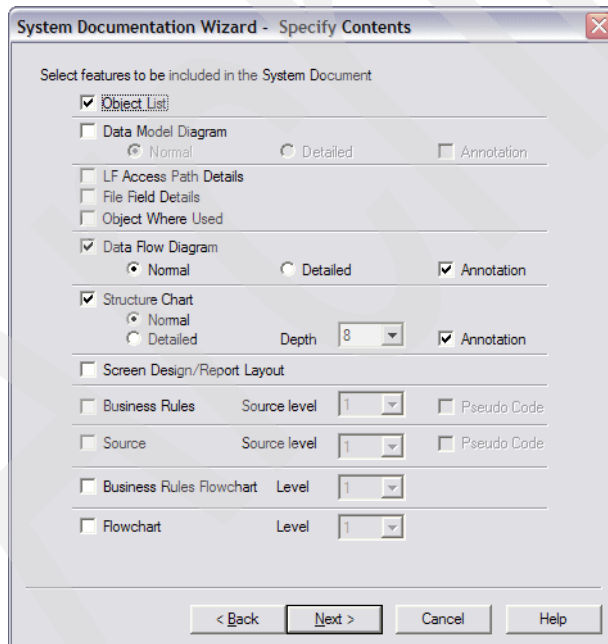 System Documentation Wizard - Specify Contents
Select features to be included in the System Document
Object List
Data Model Diagram
Normal Detailed Annotation
LF Access Path Details
File Field Details
Object Where Used
Data Flow Diagram
Normal Detailed Annotation
Structure Chart
Normal
Detailed Depth 8 Annotation
Screen Design/Report Layout
Business Rules Source level 1 Pseudo Code
Source Source level 1 Pseudo Code
Business Rules Flowchart Level 1
Flowchart Level 1
< Back Next > Cancel Help